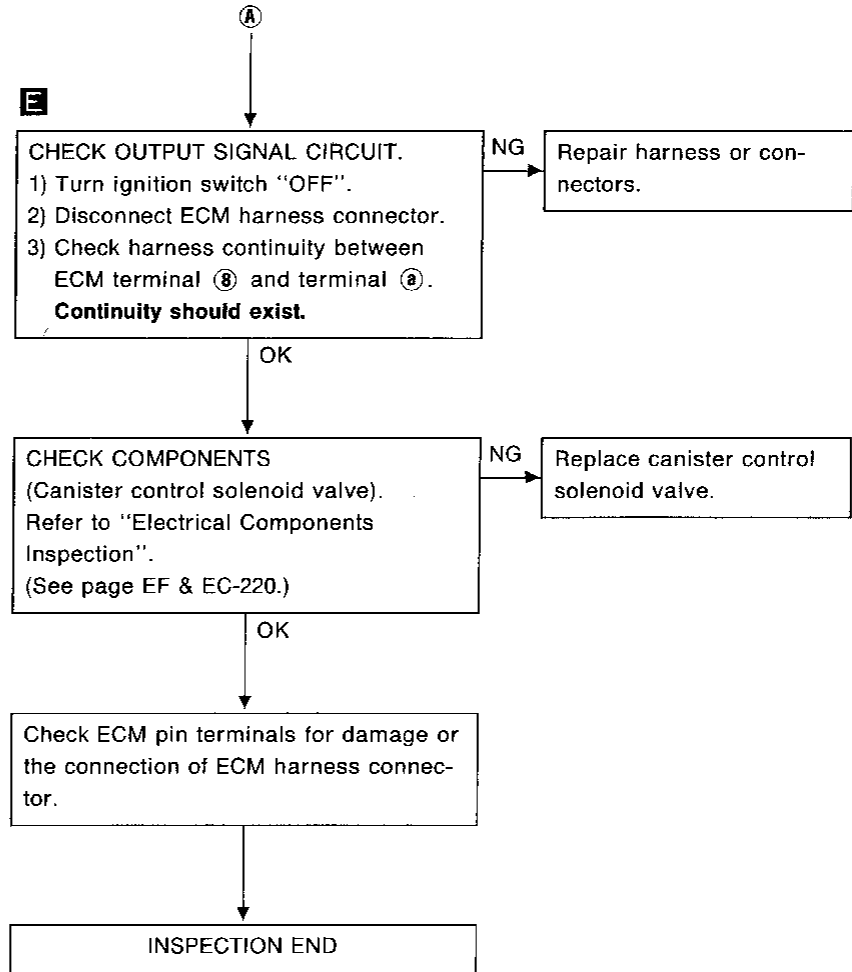 Ⓐ
E
CHECK OUTPUT SIGNAL CIRCUIT.
1) Turn ignition switch “OFF”.
2) Disconnect ECM harness connector.
3) Check harness continuity between
ECM terminal ⑧ and terminal ⓐ.
Continuity should exist.
NG
Repair harness or con-
nectors.
OK
CHECK COMPONENTS
(Canister control solenoid valve).
Refer to “Electrical Components
Inspection”.
(See page EF & EC-220.)
NG
Replace canister control
solenoid valve.
OK
Check ECM pin terminals for damage or
the connection of ECM harness connec-
tor.
INSPECTION END